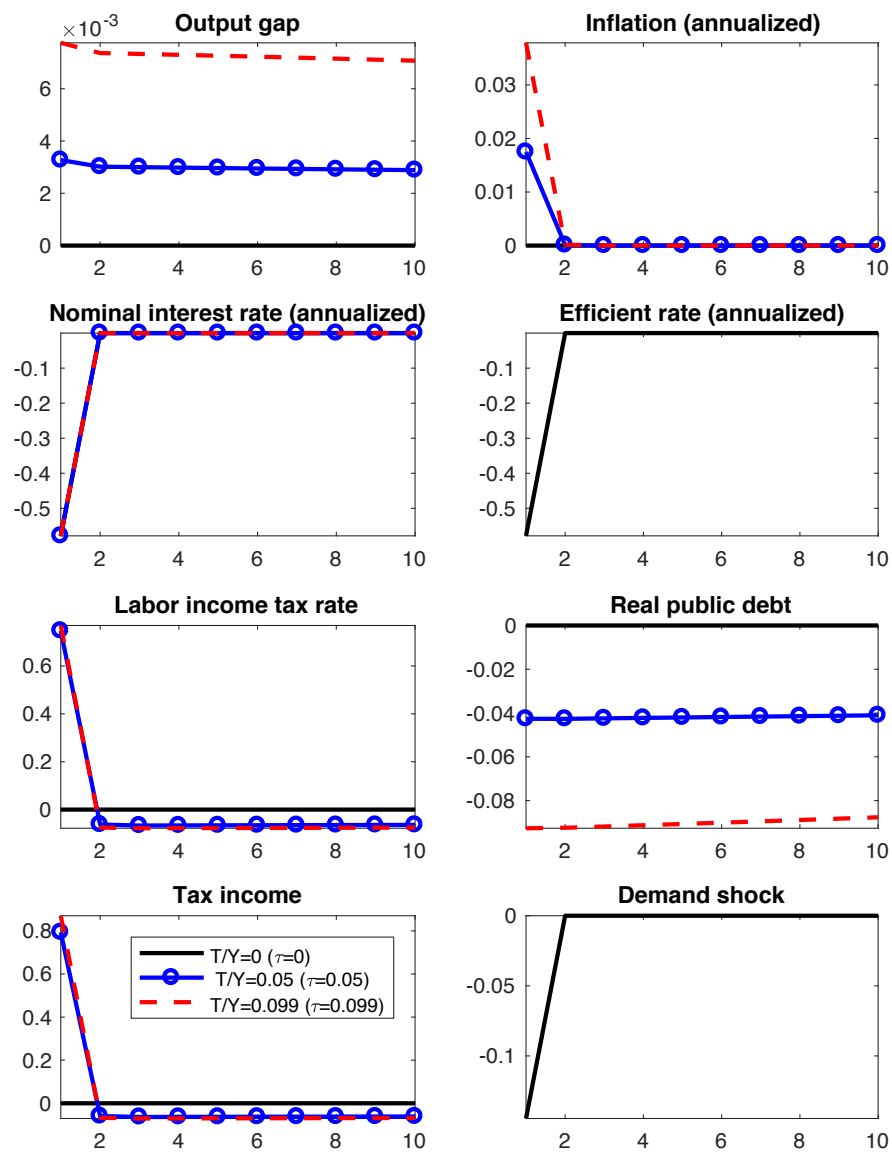 ×10⁻³
Output gap
6
4
2
0
2 4 6 8 10
Inflation (annualized)
0.03
0.02
0.01
0
2 4 6 8 10
Nominal interest rate (annualized)
-0.1
-0.2
-0.3
-0.4
-0.5
2 4 6 8 10
Efficient rate (annualized)
-0.1
-0.2
-0.3
-0.4
-0.5
2 4 6 8 10
Labor income tax rate
0.6
0.4
0.2
0
2 4 6 8 10
Real public debt
0
-0.02
-0.04
-0.06
-0.08
2 4 6 8 10
Tax income
0.8
0.6
0.4
0.2
0
2 4 6 8 10
T/Y=0 (τ=0)
T/Y=0.05 (τ=0.05)
T/Y=0.099 (τ=0.099)
Demand shock
0
-0.05
-0.1
2 4 6 8 10